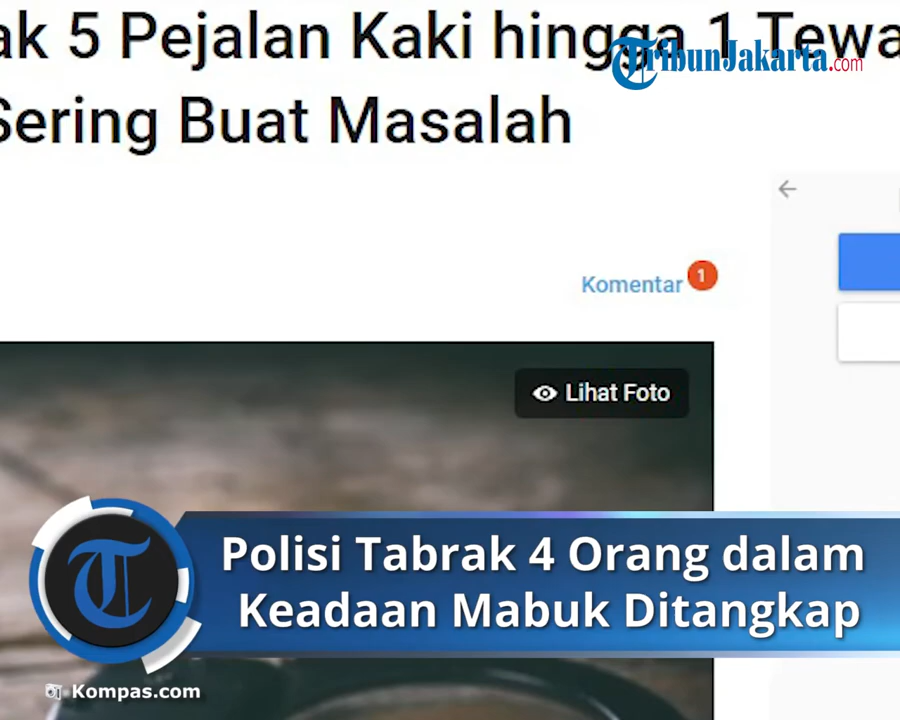 ak 5 Pejalan Kaki hingga 1 Tewa
TribunJakarta.com
Sering Buat Masalah
Komentar 1
Lihat Foto
Polisi Tabrak 4 Orang dalam
Keadaan Mabuk Ditangkap
Kompas.com